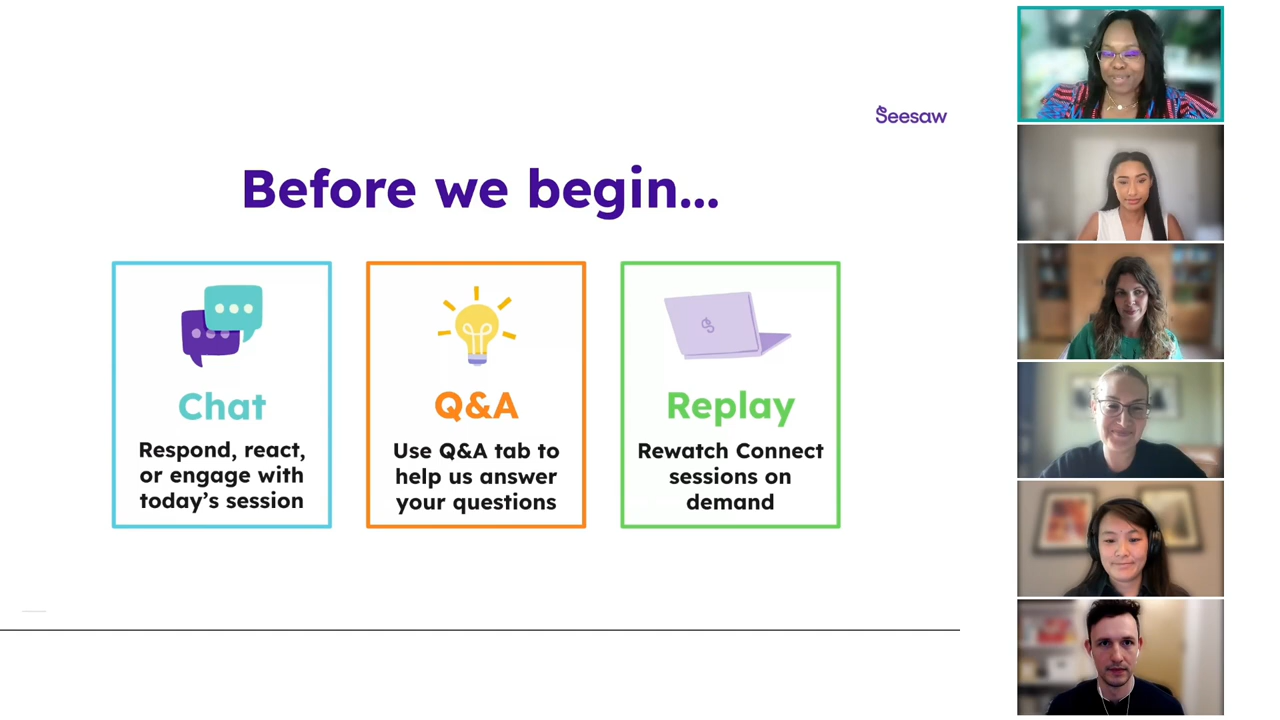 Seesaw
Before we begin...
Chat
Respond, react,
or engage with
today's session
Q&A
Use Q&A tab to
help us answer
your questions
Replay
Rewatch Connect
sessions on
demand